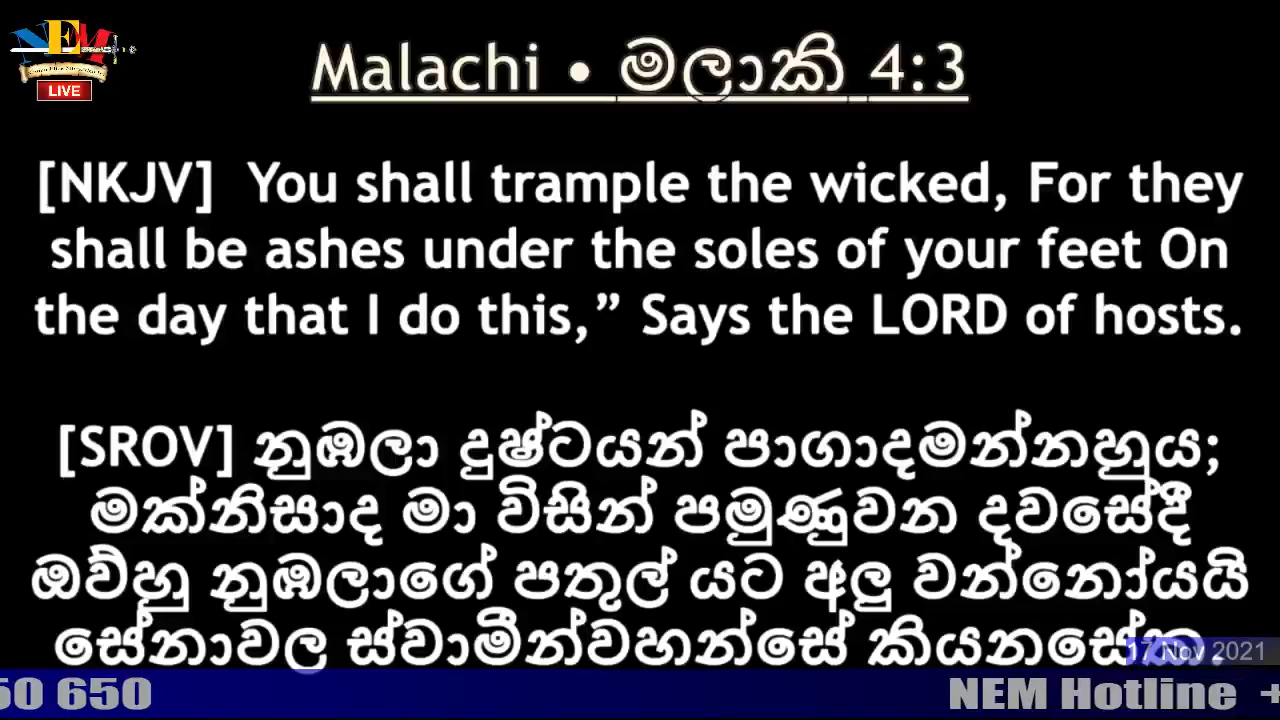 NEM
LIVE
Malachi • මලාකි 4:3
[NKJV] You shall trample the wicked, For they
shall be ashes under the soles of your feet On
the day that I do this,” Says the LORD of hosts.
[SROV] නුඹලා දුෂ්ටයන් පාගාදමන්නහුය;
මක්නිසාද මා විසින් පමුණුවන දවසේදී
ඔව්හු නුඹලාගේ පතුල් යට අලු වන්නෝයයි
සේනාවල ස්වාමීන්වහන්සේ කියනසේක.
17 Nov 2021
50 650
NEM Hotline +